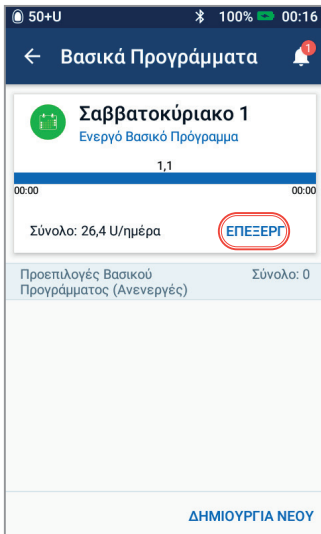 50+U 100% 00:16
Βασικά Προγράμματα 1
Σαββατοκύριακο 1
Ενεργό Βασικό Πρόγραμμα
1,1
00:00 00:00
Σύνολο: 26,4 U/ημέρα ΕΠΕΞΕΡΓ
Προεπιλογές Βασικού Σύνολο: 0
Προγράμματος (Ανενεργές)
ΔΗΜΙΟΥΡΓΙΑ ΝΕΟΥ